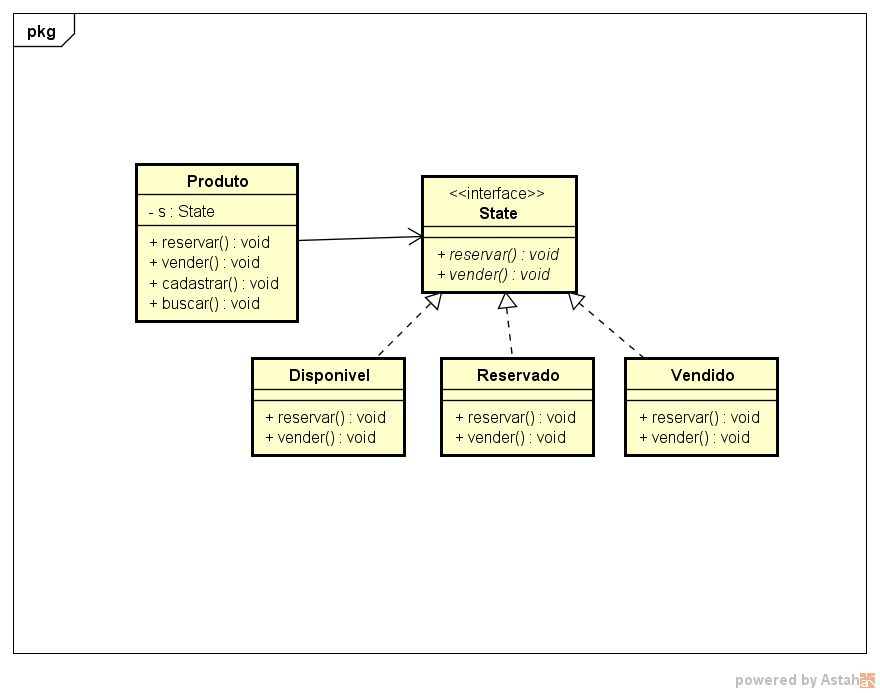 pkg
Produto
- s : State
+ reservar() : void
+ vender() : void
+ cadastrar() : void
+ buscar() : void
<<interface>>
State
+ reservar() : void
+ vender() : void
Disponivel
+ reservar() : void
+ vender() : void
Reservado
+ reservar() : void
+ vender() : void
Vendido
+ reservar() : void
+ vender() : void
powered by Astah